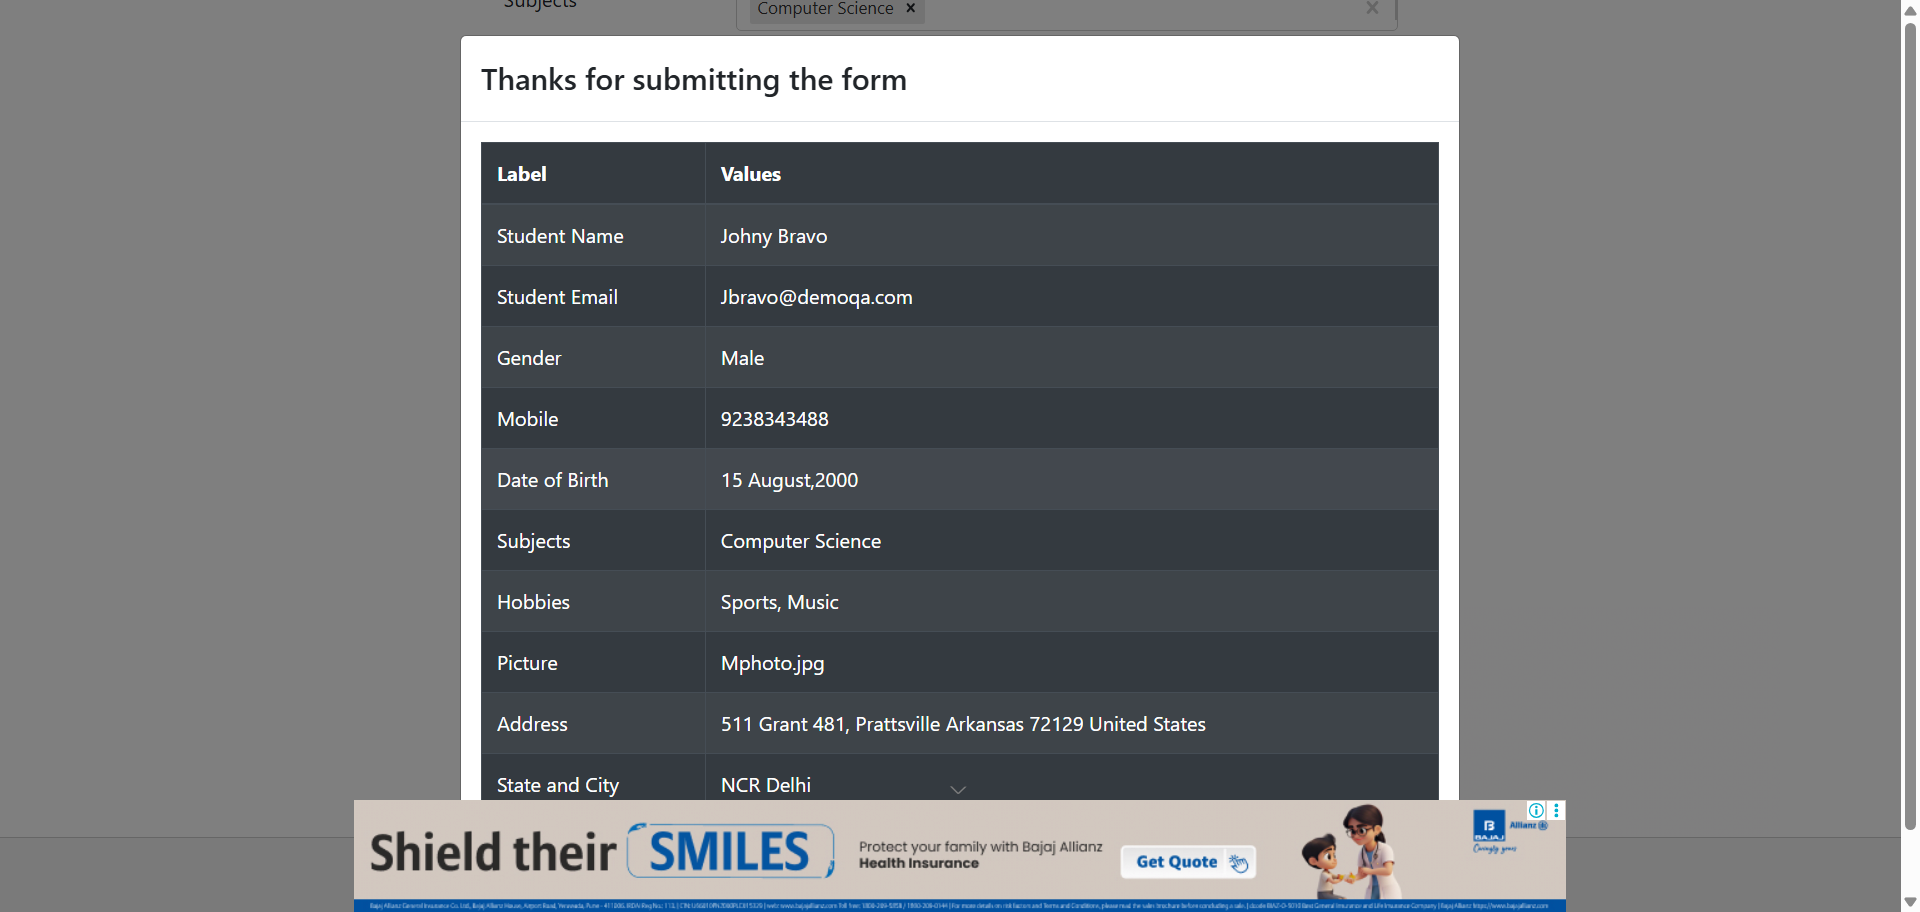 Subjects
Computer Science ×
Thanks for submitting the form
Label Values
Student Name Johny Bravo
Student Email Jbravo@demoqa.com
Gender Male
Mobile 9238343488
Date of Birth 15 August,2000
Subjects Computer Science
Hobbies Sports, Music
Picture Mphoto.jpg
Address 511 Grant 481, Prattsville Arkansas 72129 United States
State and City NCR Delhi
Shield their SMILES
Protect your family with Bajaj Allianz
Health Insurance
Get Quote
B
BAJAJ
Allianz
Caringly yours